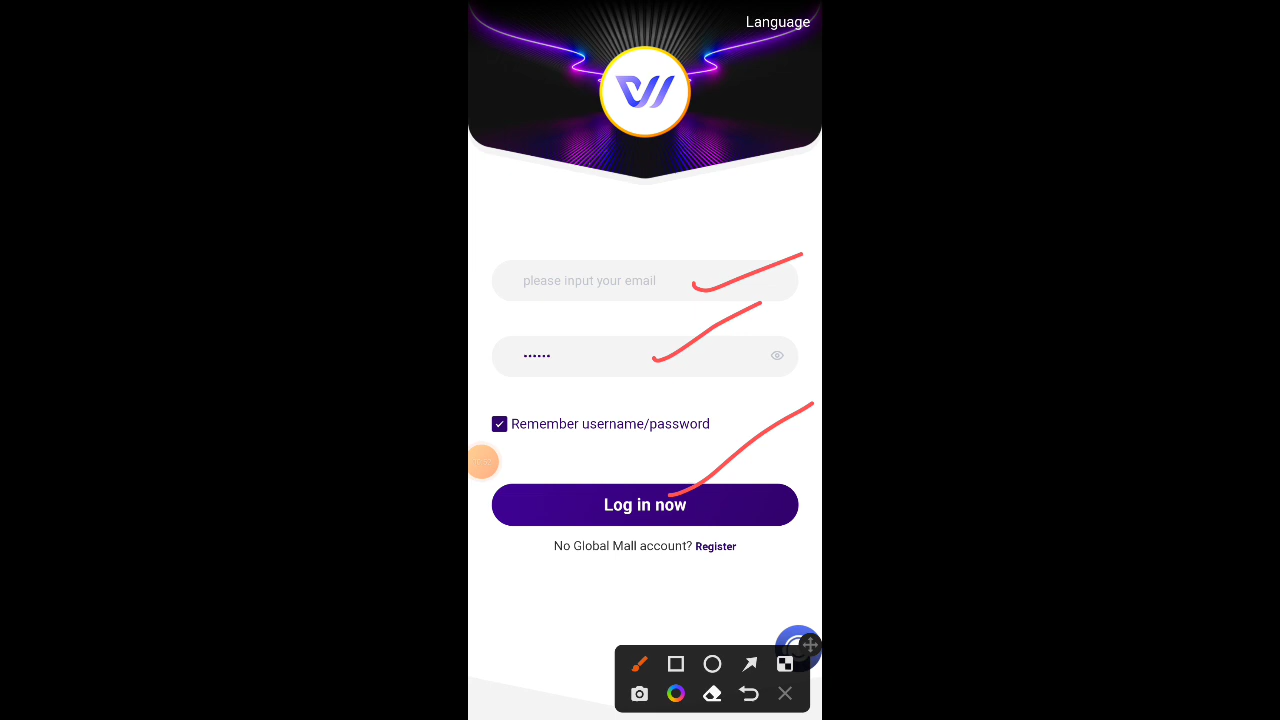 Language
please input your email
••••••
Remember username/password
Log in now
No Global Mall account? Register